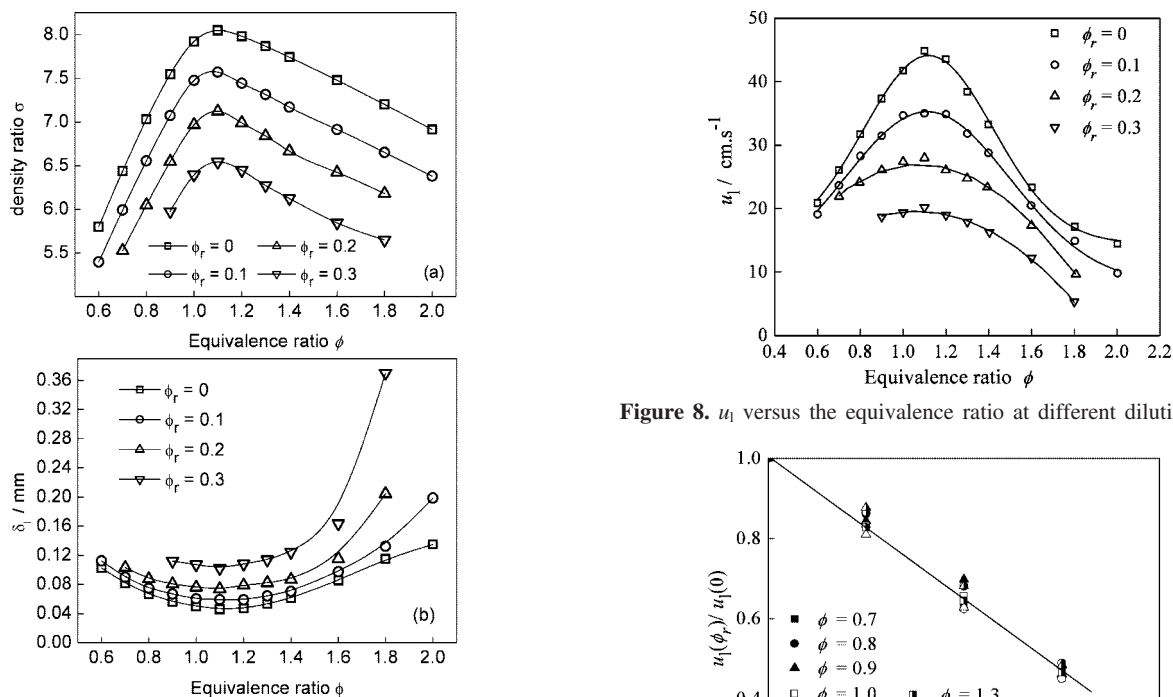 8.0
7.5
7.0
6.5
6.0
5.5
density ratio σ
ϕr = 0
ϕr = 0.2
ϕr = 0.1
ϕr = 0.3
(a)
0.6 0.8 1.0 1.2 1.4 1.6 1.8 2.0
Equivalence ratio ϕ
0.36
0.32
0.28
0.24
0.20
0.16
0.12
0.08
0.04
0.00
δl / mm
ϕr = 0
ϕr = 0.1
ϕr = 0.2
ϕr = 0.3
(b)
0.6 0.8 1.0 1.2 1.4 1.6 1.8 2.0
Equivalence ratio ϕ
50
40
30
20
10
0
ul / cm.s-1
ϕr = 0
ϕr = 0.1
ϕr = 0.2
ϕr = 0.3
0.4 0.6 0.8 1.0 1.2 1.4 1.6 1.8 2.0 2.2
Equivalence ratio ϕ
Figure 8. ul versus the equivalence ratio at different diluti
1.0
0.8
0.6
0.4
ul(ϕr)/ ul(0)
ϕ = 0.7
ϕ = 0.8
ϕ = 0.9
ϕ = 1.0
ϕ = 1.3